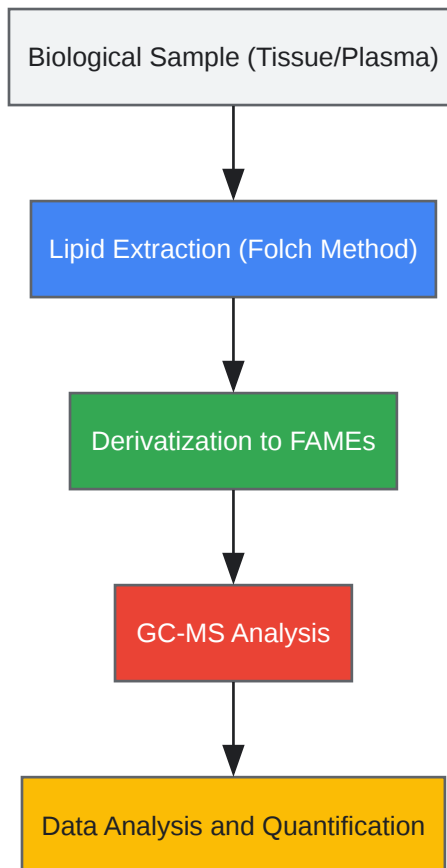 Biological Sample (Tissue/Plasma)
Lipid Extraction (Folch Method)
Derivatization to FAMEs
GC-MS Analysis
Data Analysis and Quantification